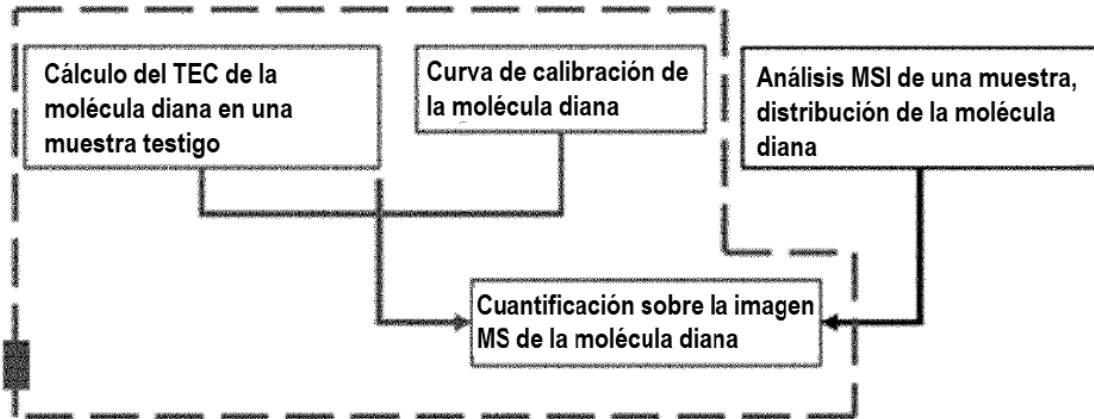 Cálculo del TEC de la
molécula diana en una
muestra testigo
Curva de calibración de
la molécula diana
Análisis MSI de una muestra,
distribución de la molécula
diana
Cuantificación sobre la imagen
MS de la molécula diana